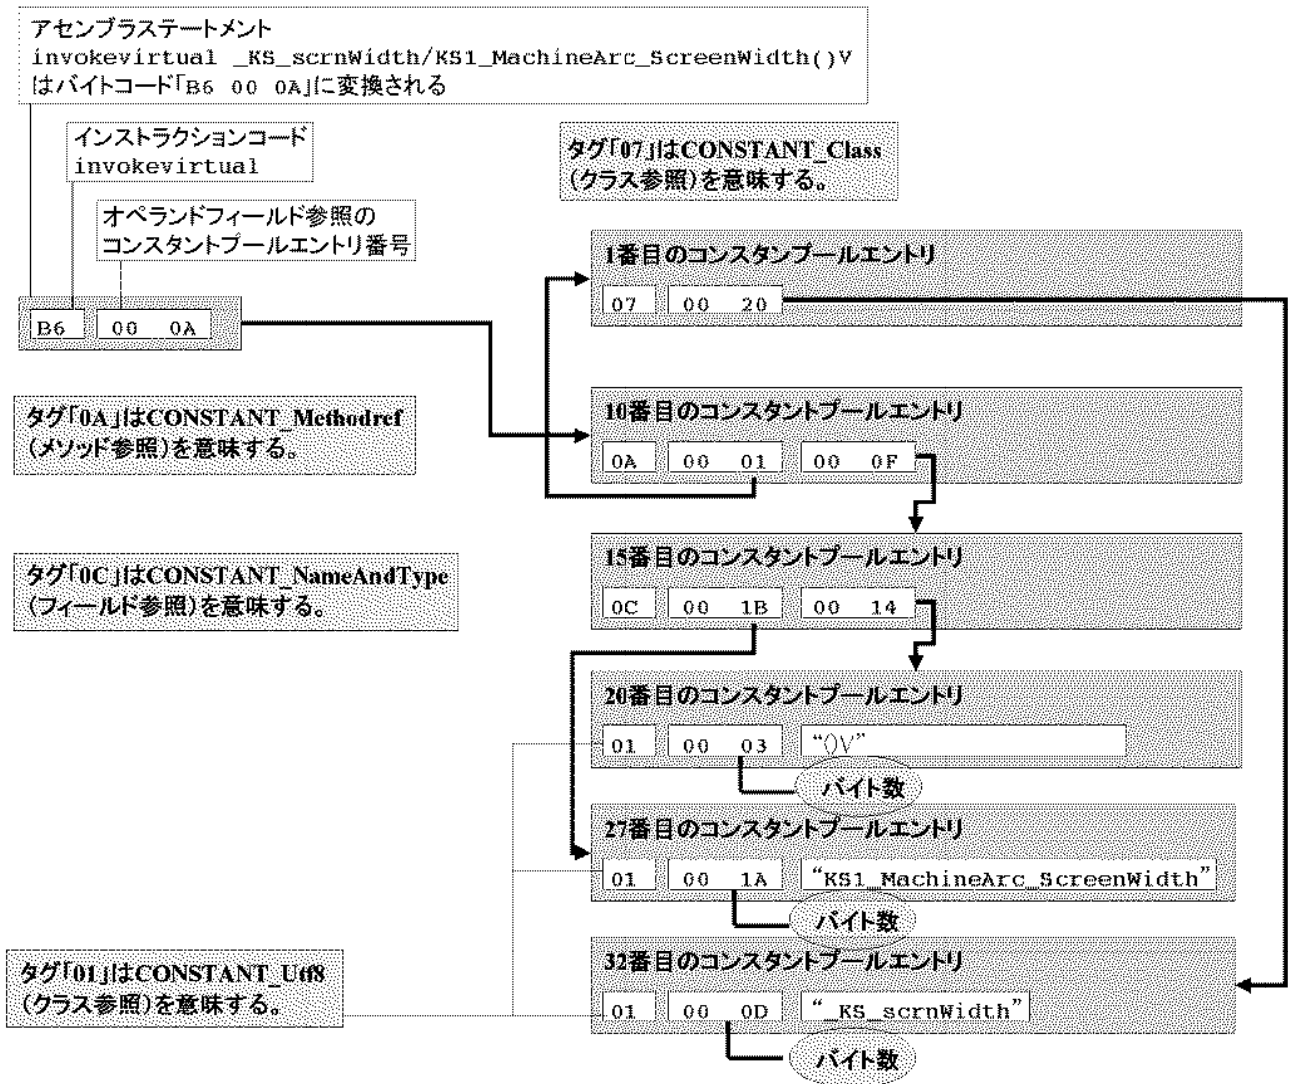 アセンブラステートメント
invokevirtual _KS_scrnWidth/KS1_MachineArc_ScreenWidth()V
はバイトコード｢B6 00 0A｣に変換される
インストラクションコード
invokevirtual
オペランドフィールド参照の
コンスタントプールエントリ番号
B6 00 0A
タグ｢07｣はCONSTANT_Class
(クラス参照)を意味する。
1番目のコンスタンプールエントリ
07 00 20
タグ｢0A｣はCONSTANT_Methodref
(メソッド参照)を意味する。
10番目のコンスタントプールエントリ
0A 00 01 00 0F
タグ｢0C｣はCONSTANT_NameAndType
(フィールド参照)を意味する。
15番目のコンスタントプールエントリ
0C 00 1B 00 14
20番目のコンスタントプールエントリ
01 00 03 “()V”
バイト数
27番目のコンスタントプールエントリ
01 00 1A “KS1_MachineArc_ScreenWidth”
バイト数
タグ｢01｣はCONSTANT_Utf8
(クラス参照)を意味する。
32番目のコンスタントプールエントリ
01 00 0D “_KS_scrnWidth”
バイト数